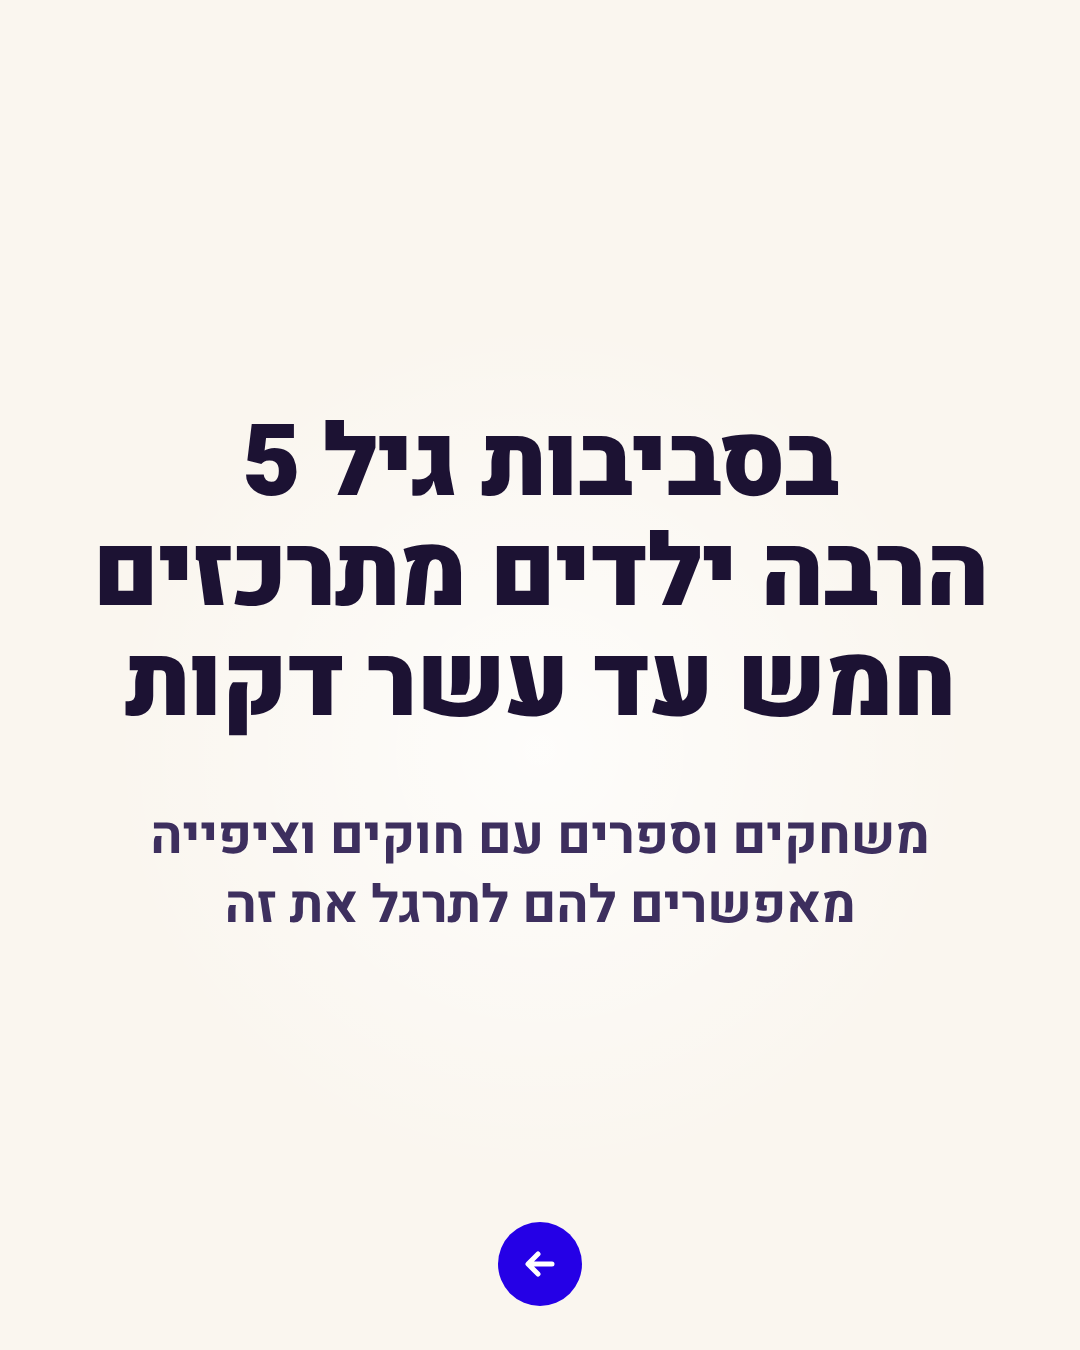 בסביבות גיל 5
הרבה ילדים מתרכזים
חמש עד עשר דקות
משחקים וספרים עם חוקים וציפייה
מאפשרים להם לתרגל את זה